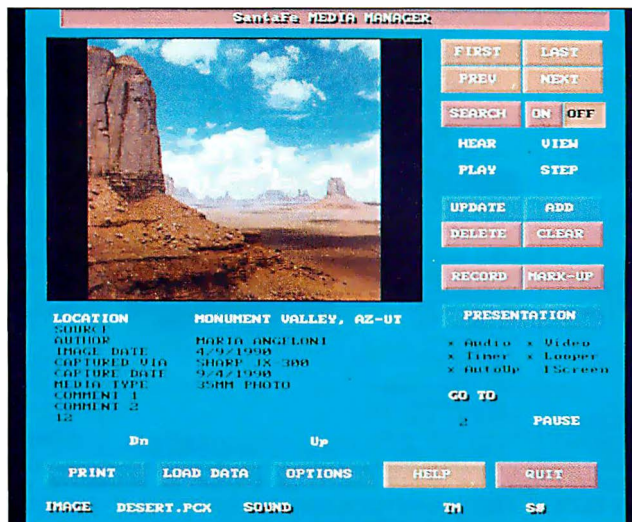 SantaFe MEDIA MANAGER
FIRST LAST
PREV NEXT
SEARCH ON OFF
HEAR VIEW
PLAY STEP
UPDATE ADD
DELETE CLEAR
RECORD MARK-UP
LOCATION MONUMENT VALLEY, AZ-UT
SOURCE
AUTHOR MARIA ANGELONI
IMAGE DATE 4/9/1990
CAPTURED VIA SHARP JX-300
CAPTURE DATE 9/4/1990
MEDIA TYPE 35MM PHOTO
COMMENT 1
COMMENT 2
12
PRESENTATION
x Audio x Video
x Timer x Looper
x AutoUp 1Screen
GO TO
2 PAUSE
Dn Up
PRINT LOAD DATA OPTIONS HELP QUIT
IMAGE DESERT.PCX SOUND TM S#